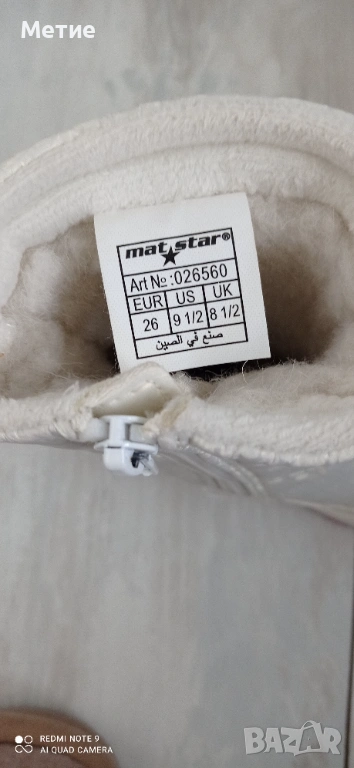 Метие
mat star®
Art №:026560
EUR US UK
26 9 1/2 8 1/2
صنع في الصين
REDMI NOTE 9
AI QUAD CAMERA
BAZAR